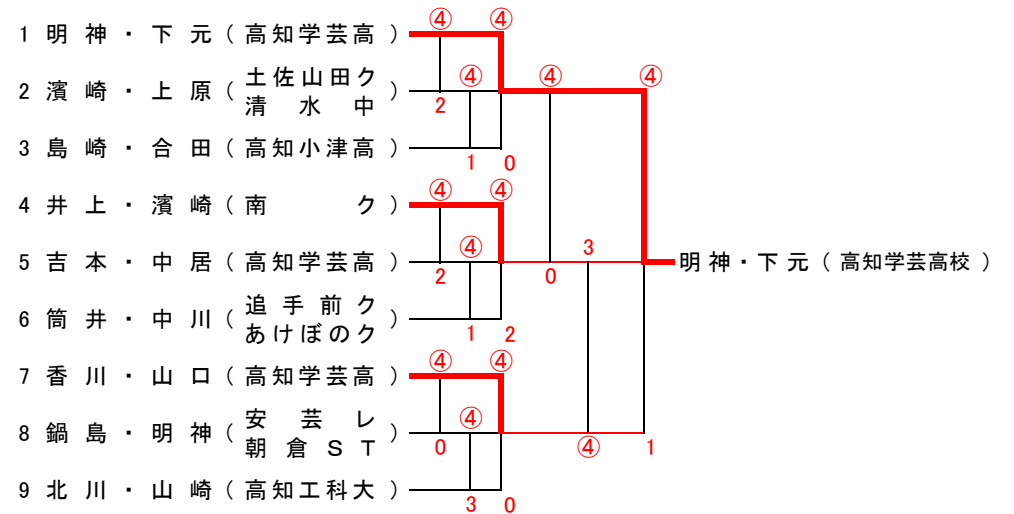 ④ ④
1 明 神 ・ 下 元 ( 高知学芸高 )
④ ④ ④
2 濱 崎 ・ 上 原 ( 土佐山田ク
清 水 中 )
2
3 島 崎 ・ 合 田 ( 高知小津高 )
1 0
④ ④
4 井 上 ・ 濱 崎 ( 南 ク )
④ 3
5 吉 本 ・ 中 居 ( 高知学芸高 )
明神・下元 ( 高知学芸高校 )
2 0
6 筒 井 ・ 中 川 ( 追 手 前 ク
あけぼのク )
1 2
④ ④
7 香 川 ・ 山 口 ( 高知学芸高 )
④
8 鍋 島 ・ 明 神 ( 安 芸 レ
朝 倉 S T )
0 ④ 1
9 北 川 ・ 山 崎 ( 高知工科大 )
3 0